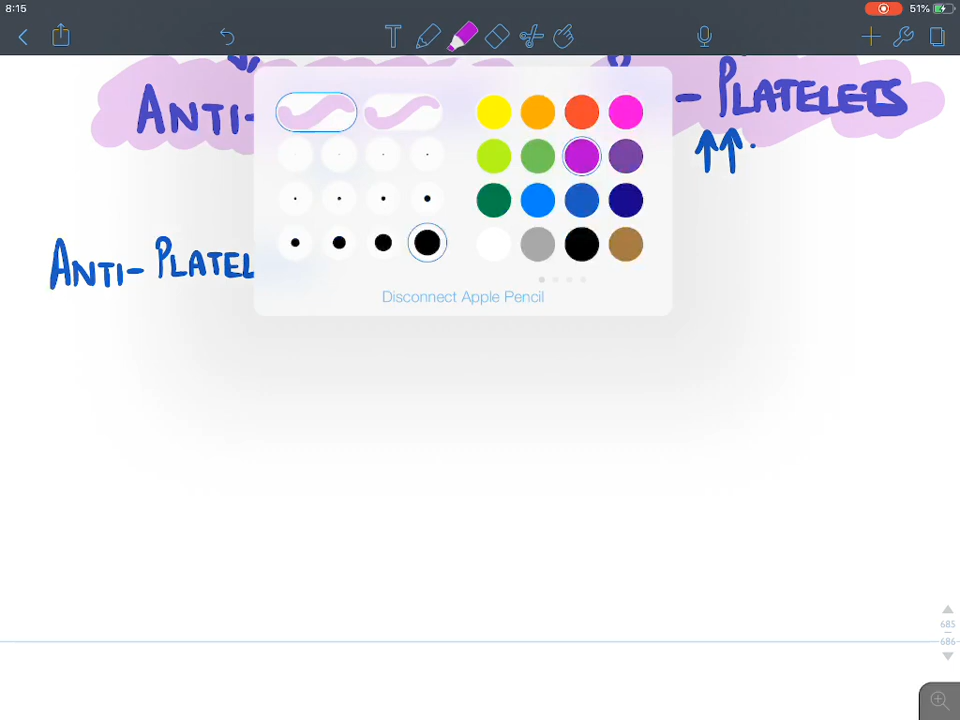 8:15
51%
ANTI-
- PLATELETS
ANTI- PLATEL
Disconnect Apple Pencil
685
686